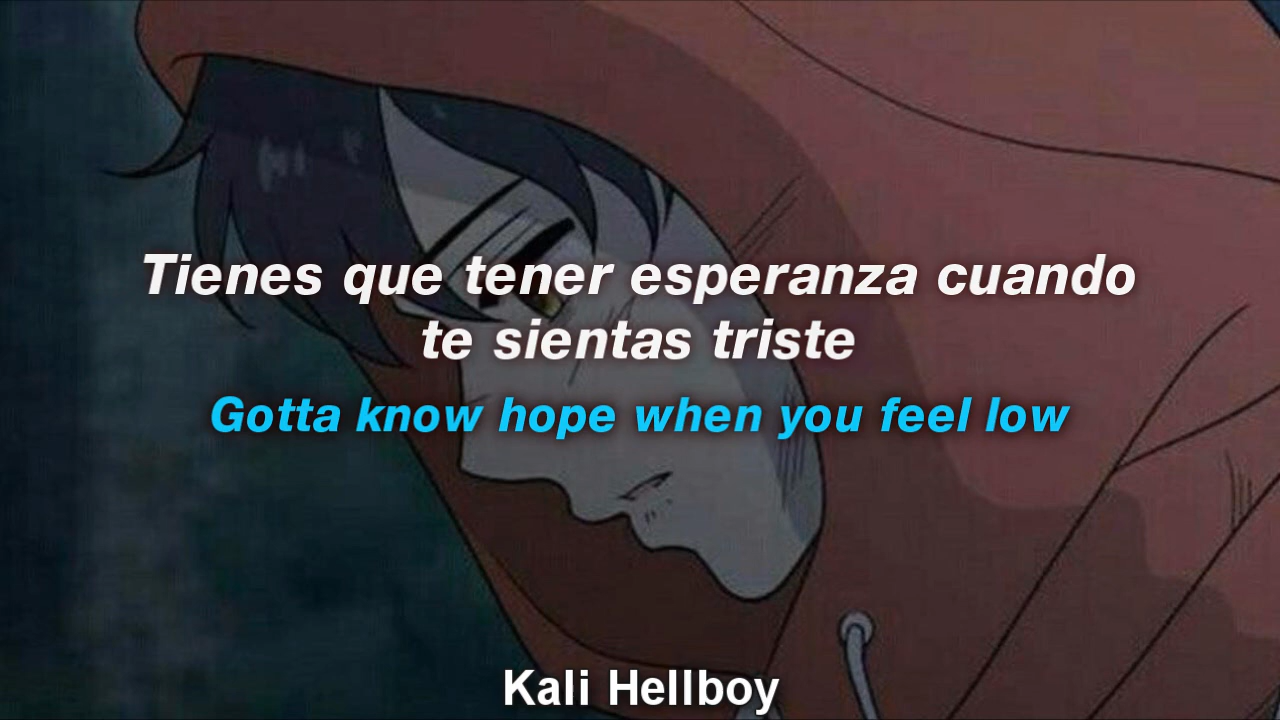 Tienes que tener esperanza cuando
te sientas triste
Gotta know hope when you feel low
Kali Hellboy